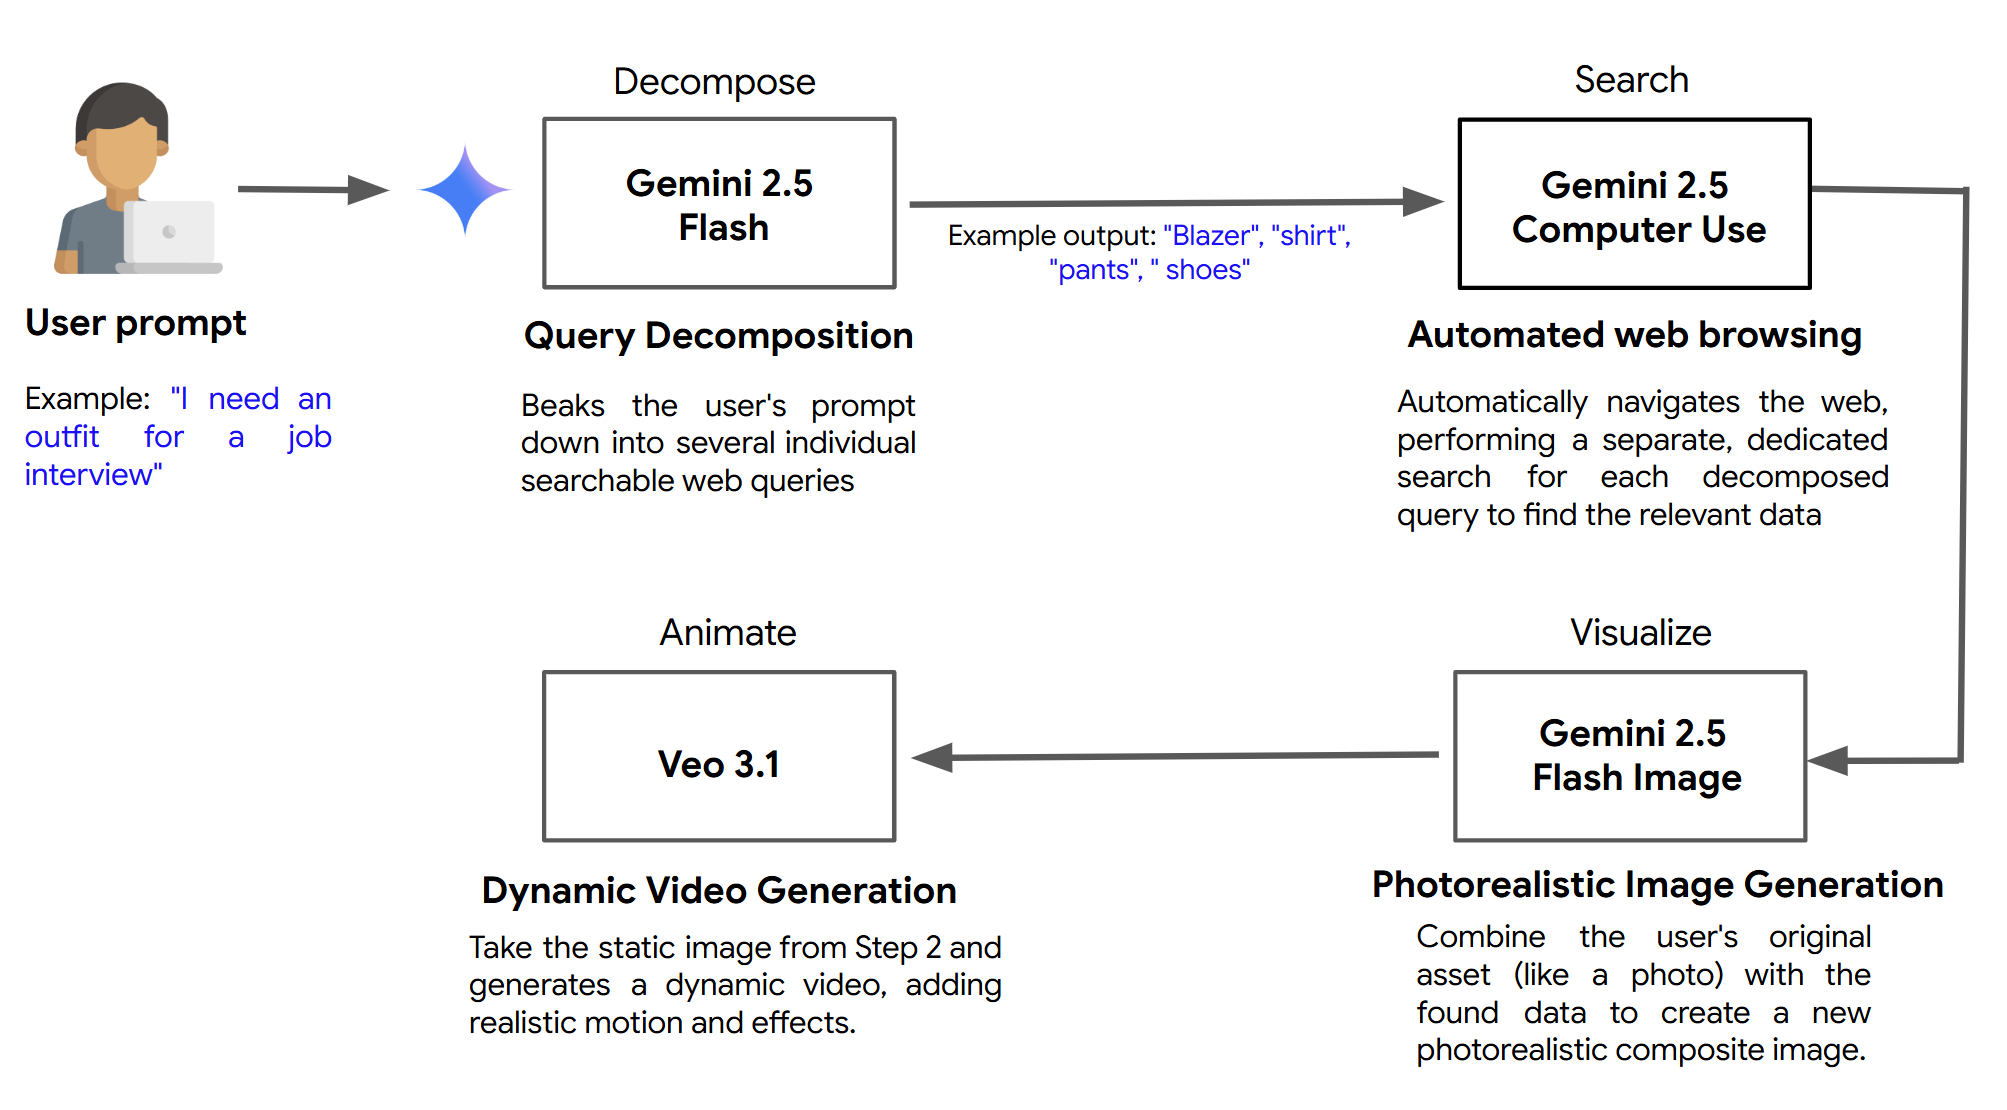 Decompose
Search
Gemini 2.5
Flash
Gemini 2.5
Computer Use
Example output: "Blazer", "shirt",
"pants", " shoes"
User prompt
Example: "I need an
outfit for a job
interview"
Query Decomposition
Beaks the user's prompt
down into several individual
searchable web queries
Automated web browsing
Automatically navigates the web,
performing a separate, dedicated
search for each decomposed
query to find the relevant data
Animate
Visualize
Veo 3.1
Gemini 2.5
Flash Image
Dynamic Video Generation
Take the static image from Step 2 and
generates a dynamic video, adding
realistic motion and effects.
Photorealistic Image Generation
Combine the user's original
asset (like a photo) with the
found data to create a new
photorealistic composite image.